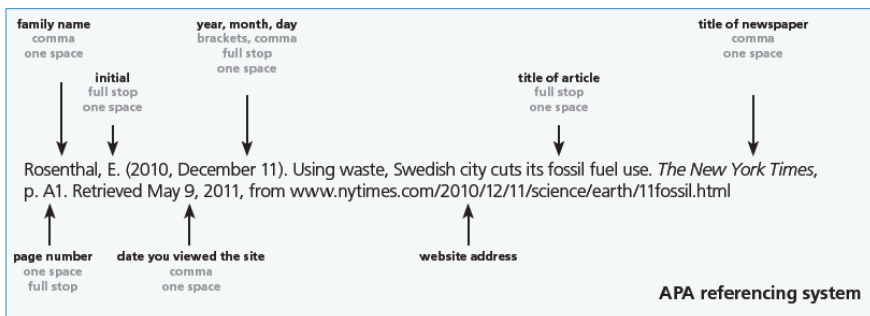 family name
comma
one space
year, month, day
brackets, comma
full stop
one space
title of newspaper
comma
one space
initial
full stop
one space
title of article
full stop
one space
Rosenthal, E. (2010, December 11). Using waste, Swedish city cuts its fossil fuel use. The New York Times,
p. A1. Retrieved May 9, 2011, from www.nytimes.com/2010/12/11/science/earth/11fossil.html
page number
one space
full stop
date you viewed the site
comma
one space
website address
APA referencing system